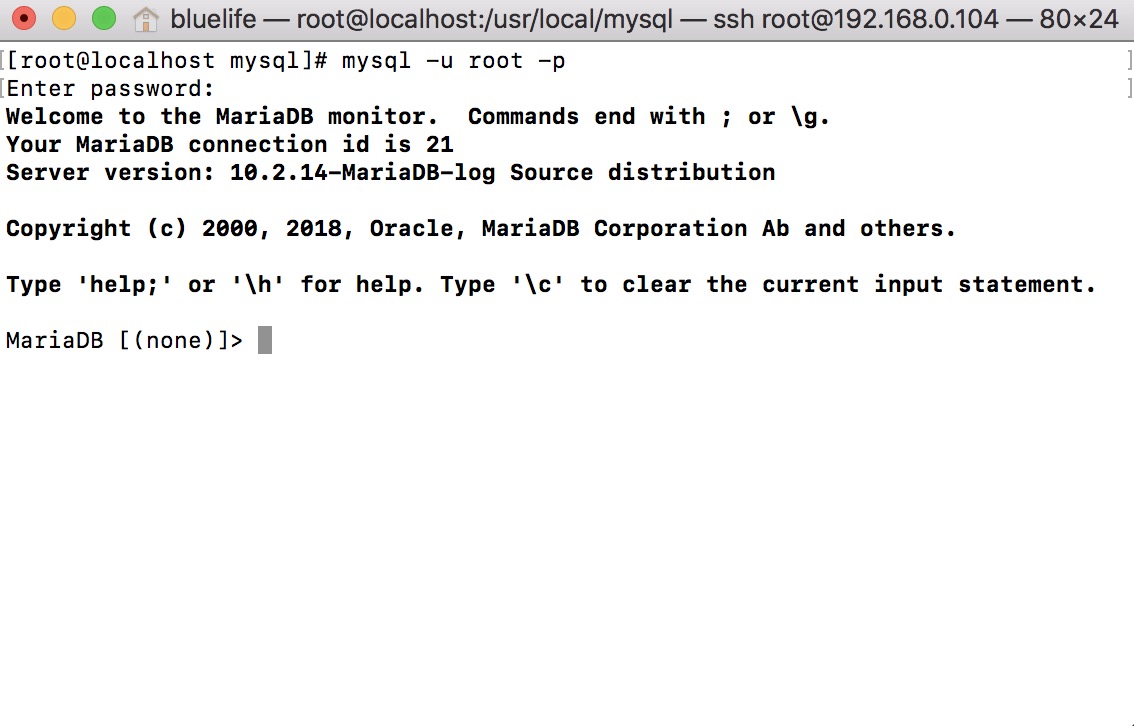 bluelife — root@localhost:/usr/local/mysql — ssh root@192.168.0.104 — 80×24
[[root@localhost mysql]# mysql -u root -p ]
[Enter password: ]
Welcome to the MariaDB monitor.  Commands end with ; or \g.
Your MariaDB connection id is 21
Server version: 10.2.14-MariaDB-log Source distribution

Copyright (c) 2000, 2018, Oracle, MariaDB Corporation Ab and others.

Type 'help;' or '\h' for help. Type '\c' to clear the current input statement.

MariaDB [(none)]>